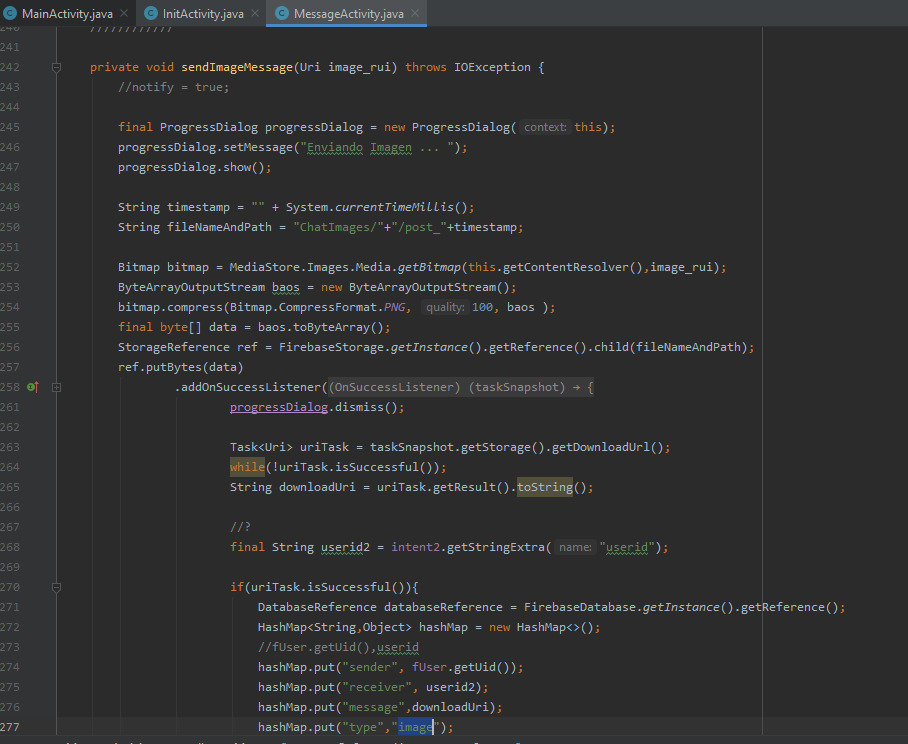 MainActivity.java × InitActivity.java × MessageActivity.java ×
240 ////////////
241
242 private void sendImageMessage(Uri image_rui) throws IOException {
243 //notify = true;
244
245 final ProgressDialog progressDialog = new ProgressDialog( context: this);
246 progressDialog.setMessage("Enviando Imagen ... ");
247 progressDialog.show();
248
249 String timestamp = "" + System.currentTimeMillis();
250 String fileNameAndPath = "ChatImages/"+"/post_"+timestamp;
251
252 Bitmap bitmap = MediaStore.Images.Media.getBitmap(this.getContentResolver(),image_rui);
253 ByteArrayOutputStream baos = new ByteArrayOutputStream();
254 bitmap.compress(Bitmap.CompressFormat.PNG, quality: 100, baos );
255 final byte[] data = baos.toByteArray();
256 StorageReference ref = FirebaseStorage.getInstance().getReference().child(fileNameAndPath);
257 ref.putBytes(data)
258 .addOnSuccessListener((OnSuccessListener) (taskSnapshot) → {
261 progressDialog.dismiss();
262
263 Task<Uri> uriTask = taskSnapshot.getStorage().getDownloadUrl();
264 while(!uriTask.isSuccessful());
265 String downloadUri = uriTask.getResult().toString();
266
267 //?
268 final String userid2 = intent2.getStringExtra( name: "userid");
269
270 if(uriTask.isSuccessful()){
271 DatabaseReference databaseReference = FirebaseDatabase.getInstance().getReference();
272 HashMap<String,Object> hashMap = new HashMap<>();
273 //fUser.getUid(),userid
274 hashMap.put("sender", fUser.getUid());
275 hashMap.put("receiver", userid2);
276 hashMap.put("message",downloadUri);
277 hashMap.put("type","image");